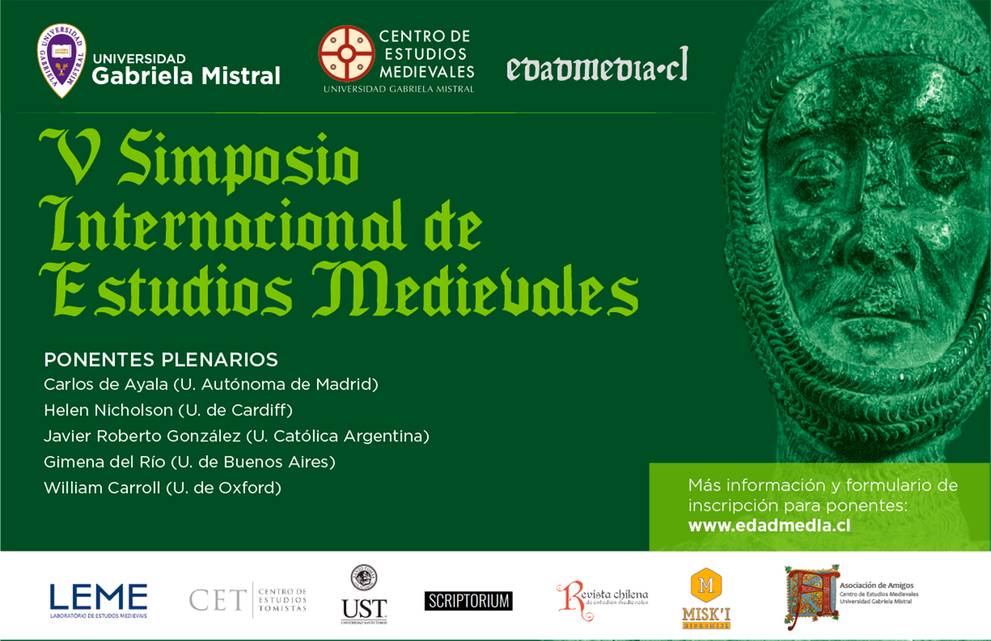 UNIVERSIDAD
Gabriela Mistral
CENTRO DE
ESTUDIOS
MEDIEVALES
UNIVERSIDAD GABRIELA MISTRAL
edadmedia•cl
V Simposio
Internacional de
Estudios Medievales
PONENTES PLENARIOS
Carlos de Ayala (U. Autónoma de Madrid)
Helen Nicholson (U. de Cardiff)
Javier Roberto González (U. Católica Argentina)
Gimena del Río (U. de Buenos Aires)
William Carroll (U. de Oxford)
Más información y formulario de
inscripción para ponentes:
www.edadmedia.cl
LEME
LABORATÓRIO DE ESTUDOS MEDIEVAIS
CET
CENTRO DE
ESTUDIOS
TOMISTAS
UST
SCRIPTORIUM
Revista chilena
de estudios medievales
M
MISK'I
Asociación de Amigos
Centro de Estudios Medievales
Universidad Gabriela Mistral